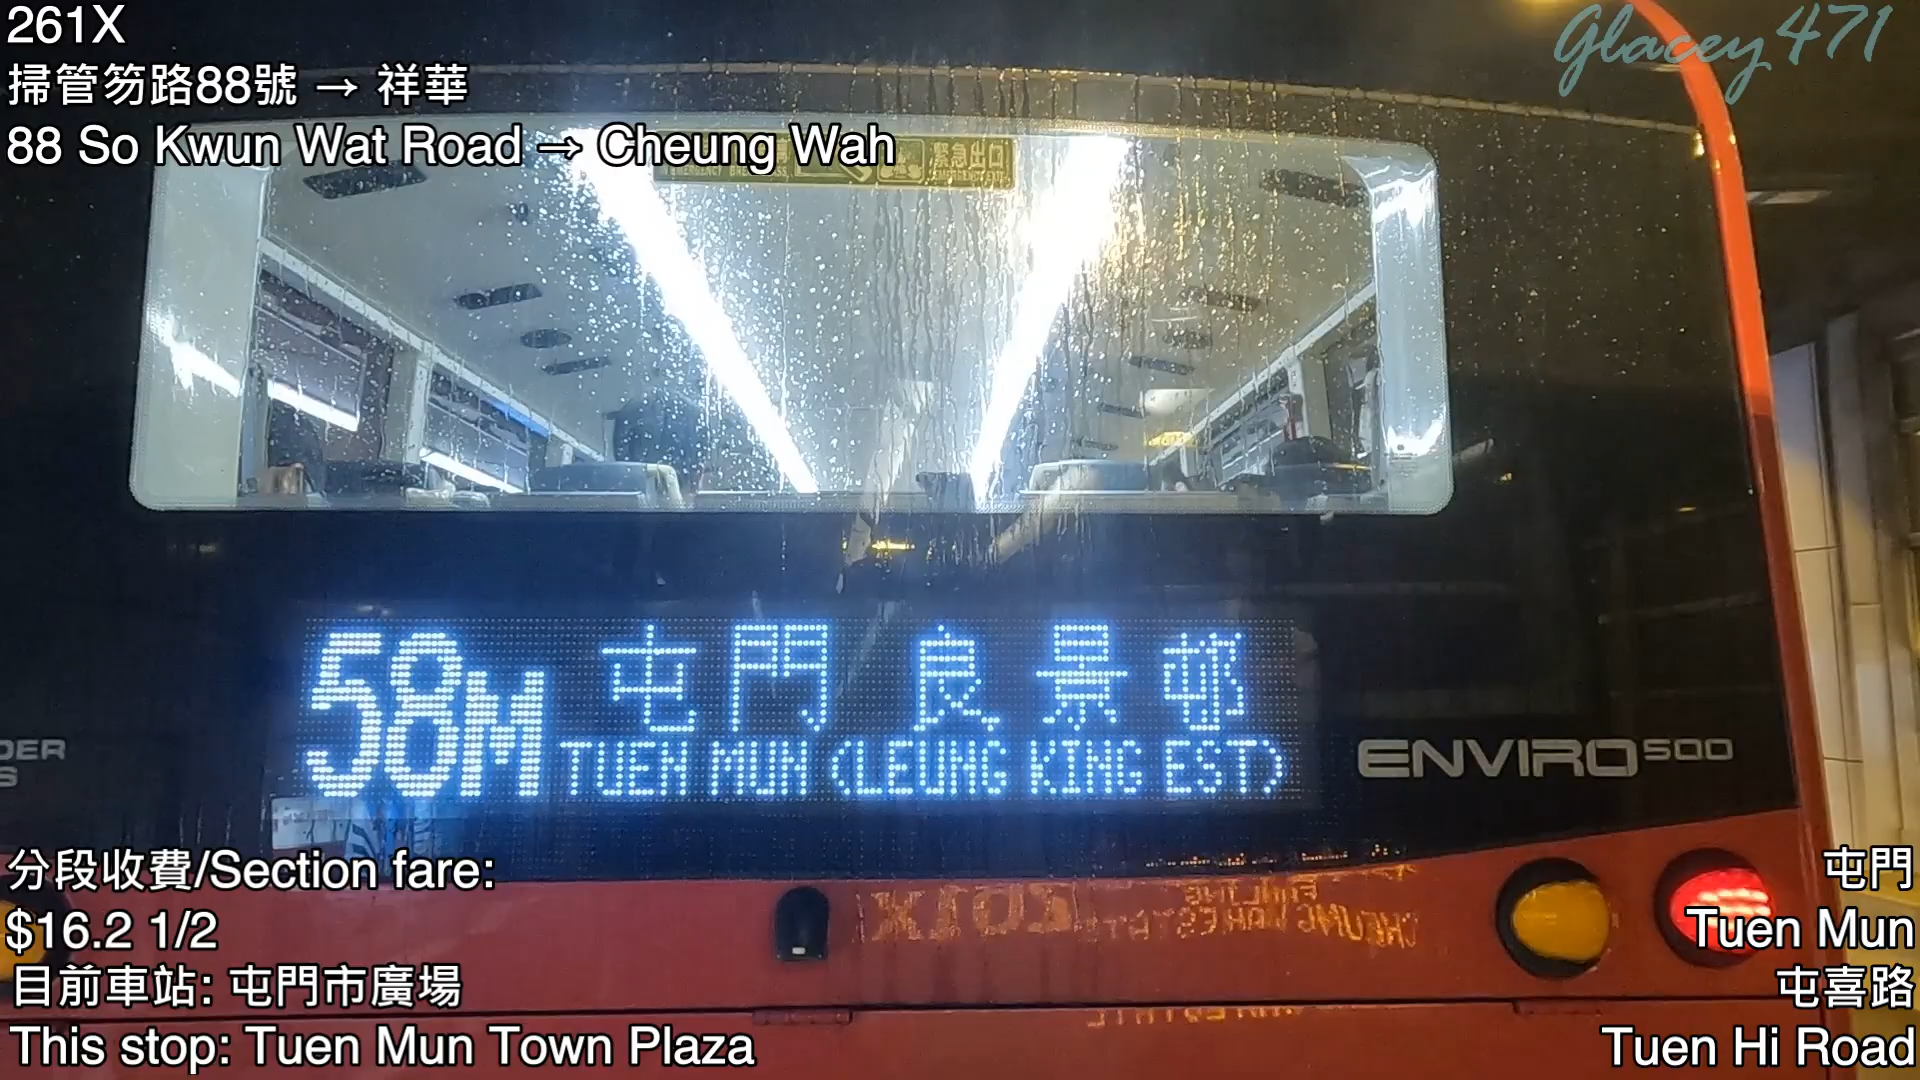 261X
Glacey471
掃管笏路88號 → 祥華
88 So Kwun Wat Road → Cheung Wah
緊急出口
EMERGENCY EXIT
58M 屯門 良景邨
TUEN MUN (LEUNG KING EST)
DER
S
ENVIRO500
分段收費/Section fare:
$16.2 1/2
目前車站: 屯門市廣場
This stop: Tuen Mun Town Plaza
屯門
Tuen Mun
屯喜路
Tuen Hi Road